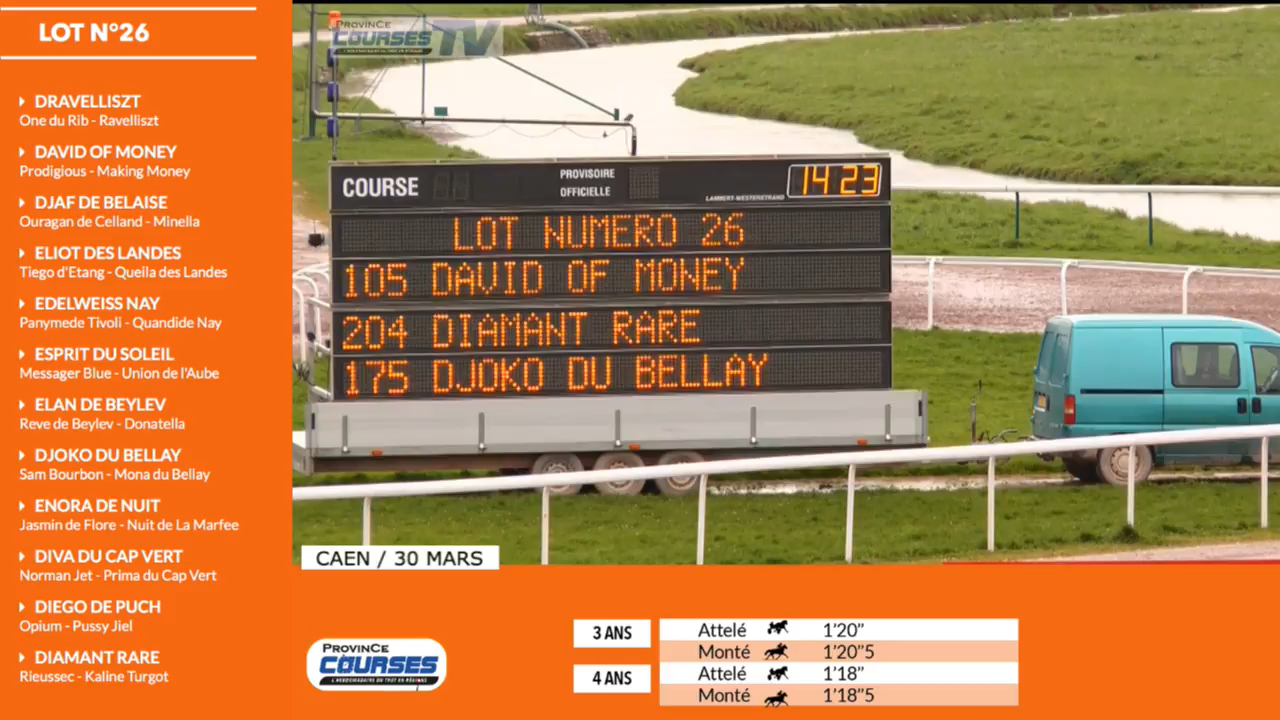 LOT N°26
DRAVELLISZT
One du Rib - Ravelliszt
DAVID OF MONEY
Prodigious - Making Money
DJAF DE BELAISE
Ouragan de Celland - Minella
ELIOT DES LANDES
Tiego d'Etang - Queila des Landes
EDELWEISS NAY
Panymede Tivoli - Quandide Nay
ESPRIT DU SOLEIL
Messager Blue - Union de l'Aube
ELAN DE BEYLEV
Reve de Beylev - Donatella
DJOKO DU BELLAY
Sam Bourbon - Mona du Bellay
ENORA DE NUIT
Jasmin de Flore - Nuit de La Marfee
DIVA DU CAP VERT
Norman Jet - Prima du Cap Vert
DIEGO DE PUCH
Opium - Pussy Jiel
DIAMANT RARE
Rieussec - Kaline Turgot
PROVINCE
COURSES TV
COURSE
PROVISOIRE
OFFICIELLE
14 23
LAMBERT-WESTERSTRAND
LOT NUMERO 26
105 DAVID OF MONEY
204 DIAMANT RARE
175 DJOKO DU BELLAY
CAEN / 30 MARS
PROVINCE
COURSES
L'HEBDOMADAIRE DU TROT EN RÉGIONS
3 ANS
Attelé 1'20"
Monté 1'20"5
4 ANS
Attelé 1'18"
Monté 1'18"5